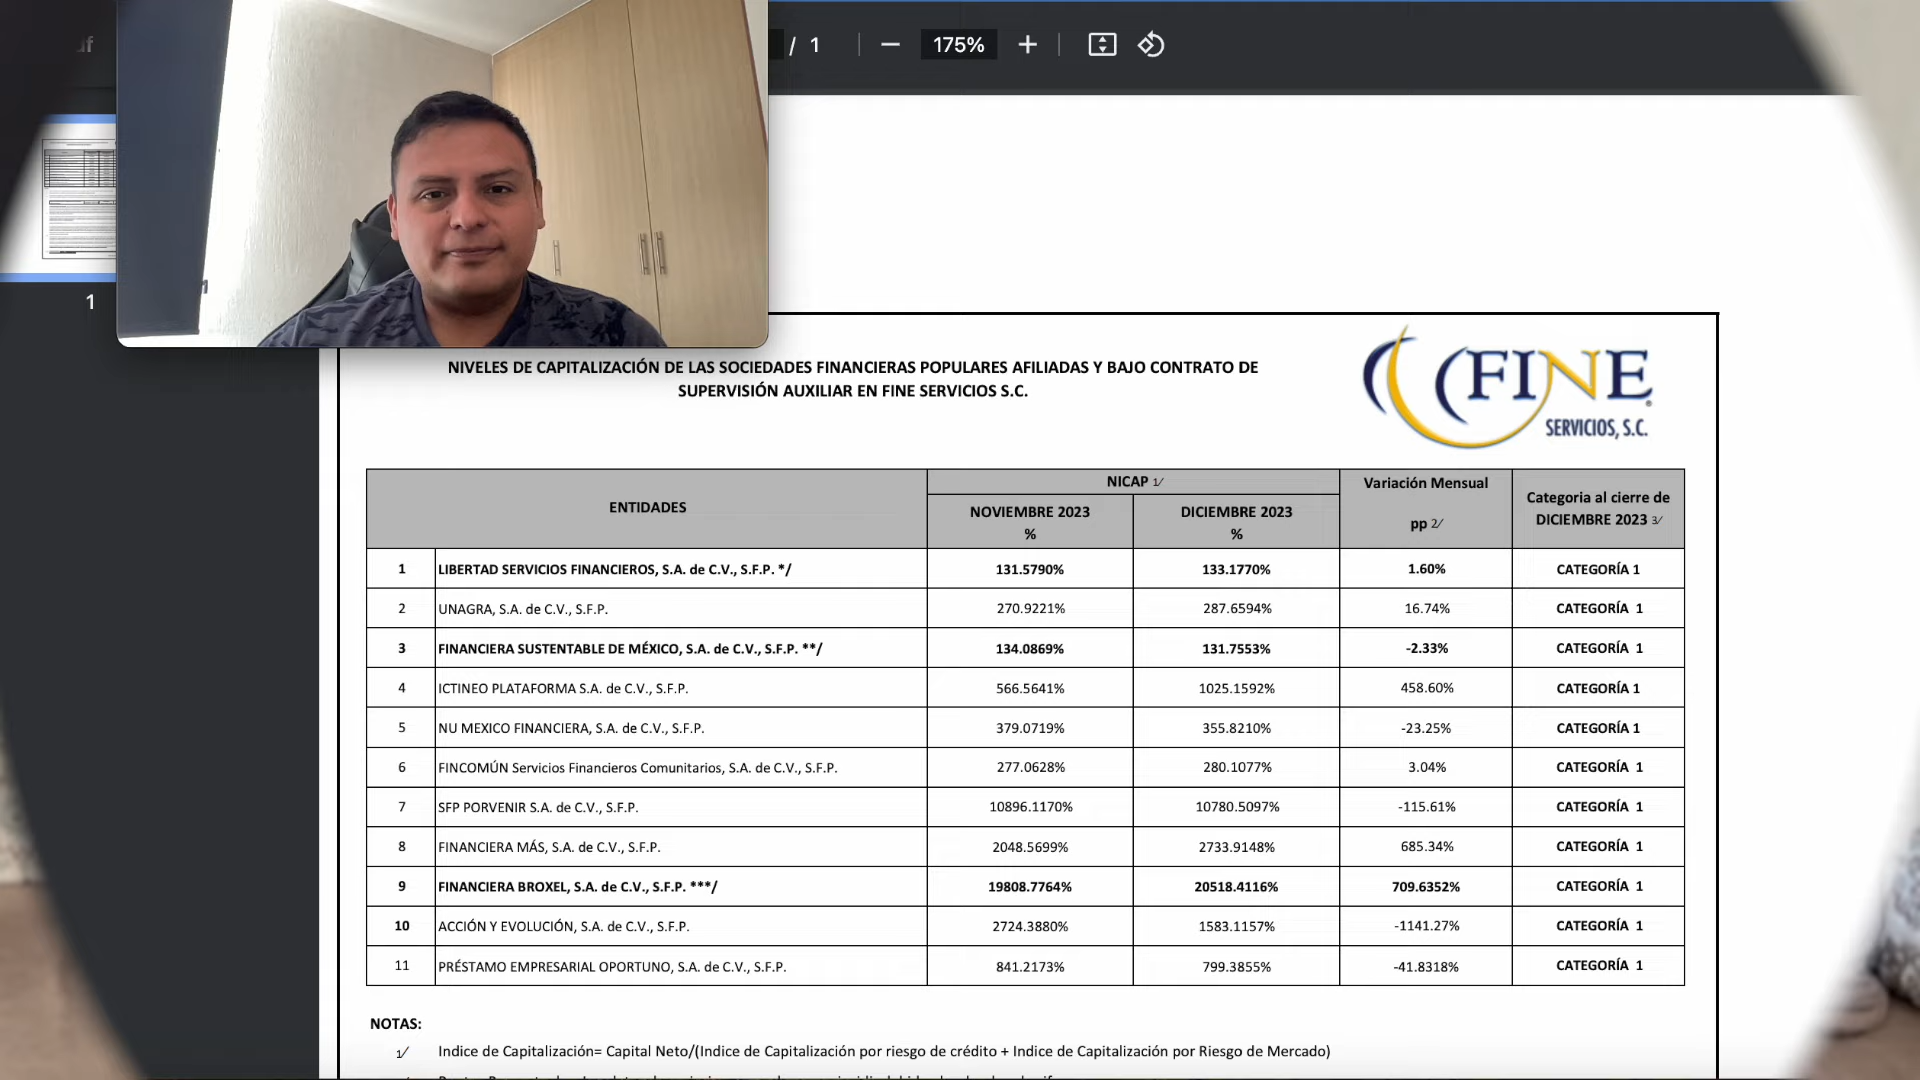 / 1
175%
1
NIVELES DE CAPITALIZACIÓN DE LAS SOCIEDADES FINANCIERAS POPULARES AFILIADAS Y BAJO CONTRATO DE
SUPERVISIÓN AUXILIAR EN FINE SERVICIOS S.C.
FINE
SERVICIOS, S.C.
ENTIDADES
NICAP 1/
NOVIEMBRE 2023
%
DICIEMBRE 2023
%
Variación Mensual
pp 2/
Categoria al cierre de
DICIEMBRE 2023 3/
1 LIBERTAD SERVICIOS FINANCIEROS, S.A. de C.V., S.F.P. */ 131.5790% 133.1770% 1.60% CATEGORÍA 1
2 UNAGRA, S.A. de C.V., S.F.P. 270.9221% 287.6594% 16.74% CATEGORÍA 1
3 FINANCIERA SUSTENTABLE DE MÉXICO, S.A. de C.V., S.F.P. **/ 134.0869% 131.7553% -2.33% CATEGORÍA 1
4 ICTINEO PLATAFORMA S.A. de C.V., S.F.P. 566.5641% 1025.1592% 458.60% CATEGORÍA 1
5 NU MEXICO FINANCIERA, S.A. de C.V., S.F.P. 379.0719% 355.8210% -23.25% CATEGORÍA 1
6 FINCOMÚN Servicios Financieros Comunitarios, S.A. de C.V., S.F.P. 277.0628% 280.1077% 3.04% CATEGORÍA 1
7 SFP PORVENIR S.A. de C.V., S.F.P. 10896.1170% 10780.5097% -115.61% CATEGORÍA 1
8 FINANCIERA MÁS, S.A. de C.V., S.F.P. 2048.5699% 2733.9148% 685.34% CATEGORÍA 1
9 FINANCIERA BROXEL, S.A. de C.V., S.F.P. ***/ 19808.7764% 20518.4116% 709.6352% CATEGORÍA 1
10 ACCIÓN Y EVOLUCIÓN, S.A. de C.V., S.F.P. 2724.3880% 1583.1157% -1141.27% CATEGORÍA 1
11 PRÉSTAMO EMPRESARIAL OPORTUNO, S.A. de C.V., S.F.P. 841.2173% 799.3855% -41.8318% CATEGORÍA 1
NOTAS:
1/ Indice de Capitalización= Capital Neto/(Indice de Capitalización por riesgo de crédito + Indice de Capitalización por Riesgo de Mercado)